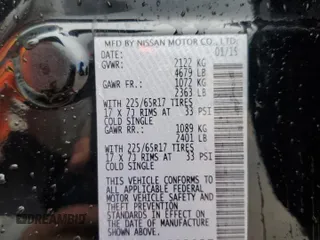 MFD BY NISSAN MOTOR CO., LTD.
DATE: 01/15
GVWR: 2122 KG
4679 LB
GAWR FR.: 1072 KG
2363 LB
WITH 225/65R17 TIRES
17 X 7J RIMS AT 33 PSI
COLD SINGLE
GAWR RR.: 1089 KG
2401 LB
WITH 225/65R17 TIRES
17 X 7J RIMS AT 33 PSI
COLD SINGLE
THIS VEHICLE CONFORMS TO
ALL APPLICABLE FEDERAL
MOTOR VEHICLE SAFETY AND
THEFT PREVENTION
STANDARDS IN EFFECT ON
THE DATE OF MANUFACTURE
SHOWN ABOVE
DREAMBID